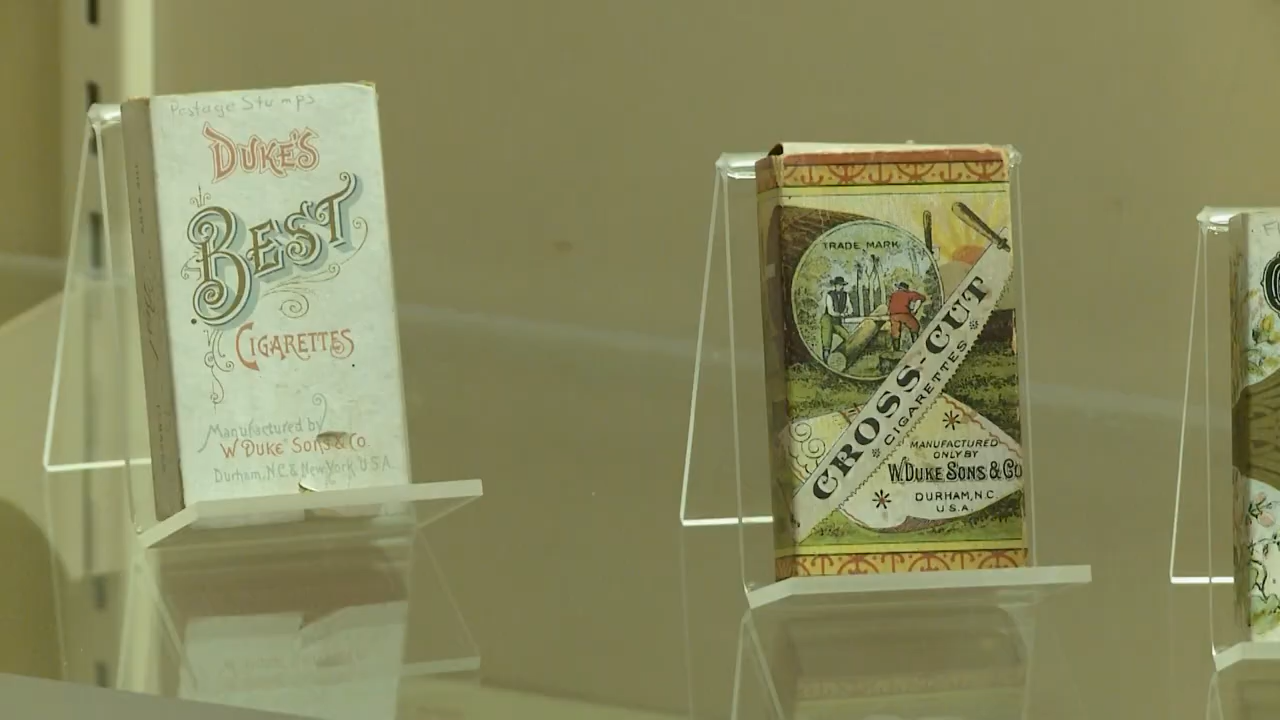 Postage Stamps
DUKE'S
BEST
CIGARETTES
Manufactured by
W. DUKE SONS & CO.
Durham, N.C. & New York U.S.A.
TRADE MARK
CROSS-CUT
CIGARETTES
MANUFACTURED
ONLY BY
W. DUKE SONS & CO
DURHAM, N.C.
U.S.A.